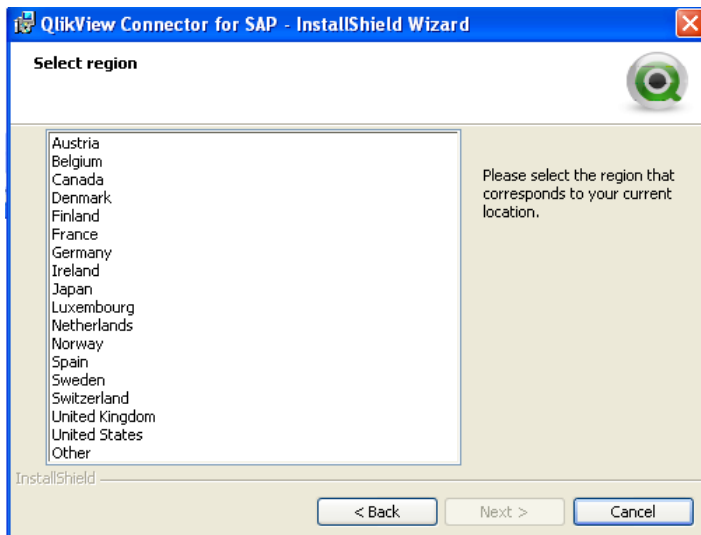 QlikView Connector for SAP - InstallShield Wizard
Select region
Austria
Belgium
Canada
Denmark
Finland
France
Germany
Ireland
Japan
Luxembourg
Netherlands
Norway
Spain
Sweden
Switzerland
United Kingdom
United States
Other
Please select the region that
corresponds to your current
location.
InstallShield
< Back
Next >
Cancel